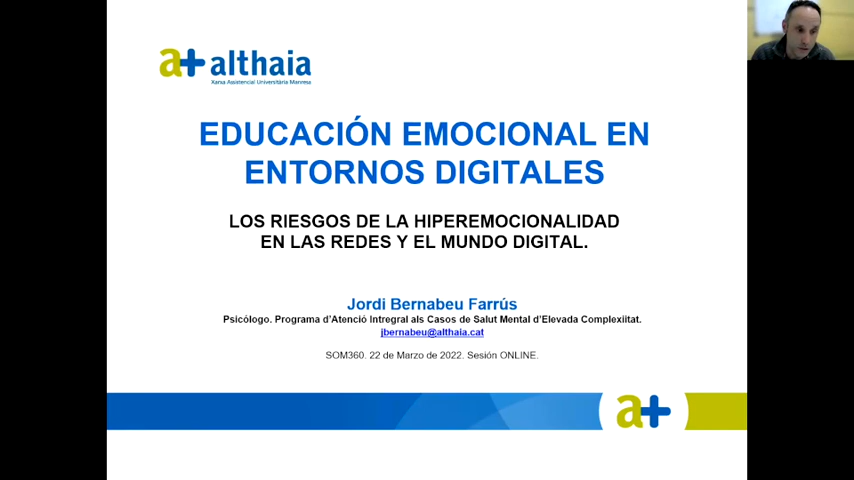 a+ althaia
Xarxa Assistencial Universitària Manresa
EDUCACIÓN EMOCIONAL EN
ENTORNOS DIGITALES
LOS RIESGOS DE LA HIPEREMOCIONALIDAD
EN LAS REDES Y EL MUNDO DIGITAL.
Jordi Bernabeu Farrús
Psicólogo. Programa d'Atenció Intregral als Casos de Salut Mental d'Elevada Complexiitat.
jbernabeu@althaia.cat
SOM360. 22 de Marzo de 2022. Sesión ONLINE.
a+